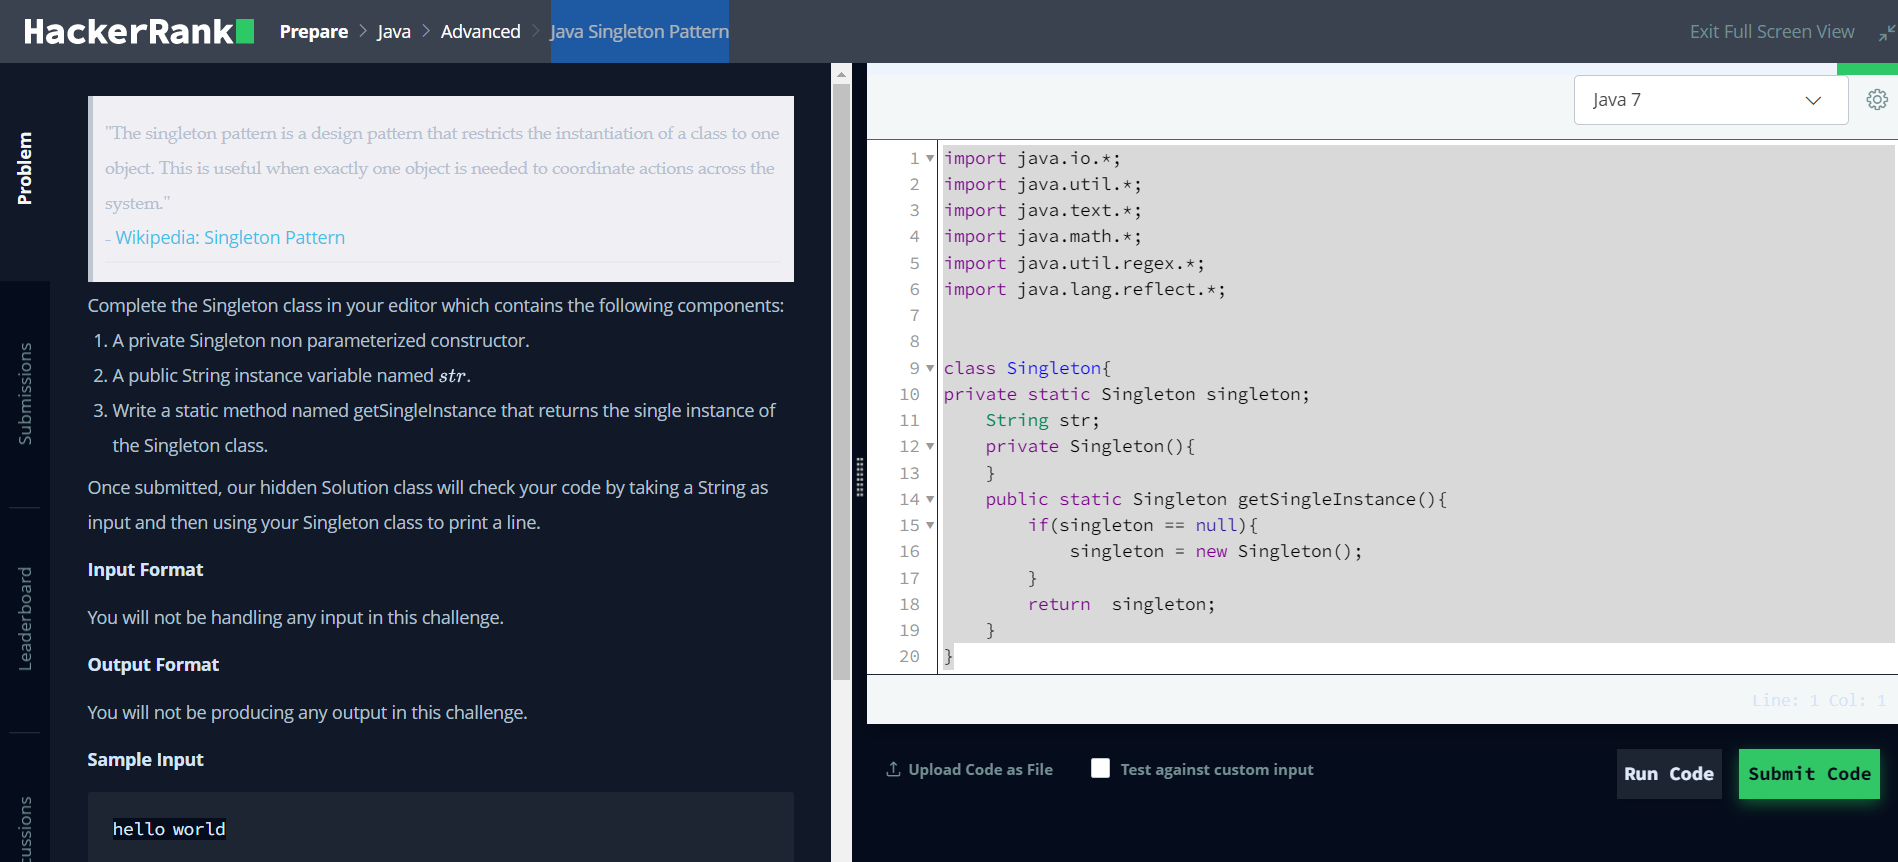 HackerRank
Prepare > Java > Advanced > Java Singleton Pattern
Exit Full Screen View
Problem
Submissions
Leaderboard
"The singleton pattern is a design pattern that restricts the instantiation of a class to one
object. This is useful when exactly one object is needed to coordinate actions across the
system."
- Wikipedia: Singleton Pattern
Complete the Singleton class in your editor which contains the following components:
1. A private Singleton non parameterized constructor.
2. A public String instance variable named str.
3. Write a static method named getSingleInstance that returns the single instance of
the Singleton class.
Once submitted, our hidden Solution class will check your code by taking a String as
input and then using your Singleton class to print a line.
Input Format
You will not be handling any input in this challenge.
Output Format
You will not be producing any output in this challenge.
Sample Input
hello world
Java 7
1 import java.io.*;
2 import java.util.*;
3 import java.text.*;
4 import java.math.*;
5 import java.util.regex.*;
6 import java.lang.reflect.*;
7
8
9 class Singleton{
10 private static Singleton singleton;
11     String str;
12     private Singleton(){
13     }
14     public static Singleton getSingleInstance(){
15         if(singleton == null){
16             singleton = new Singleton();
17         }
18         return  singleton;
19     }
20 }
Line: 1 Col: 1
Upload Code as File
Test against custom input
Run Code
Submit Code